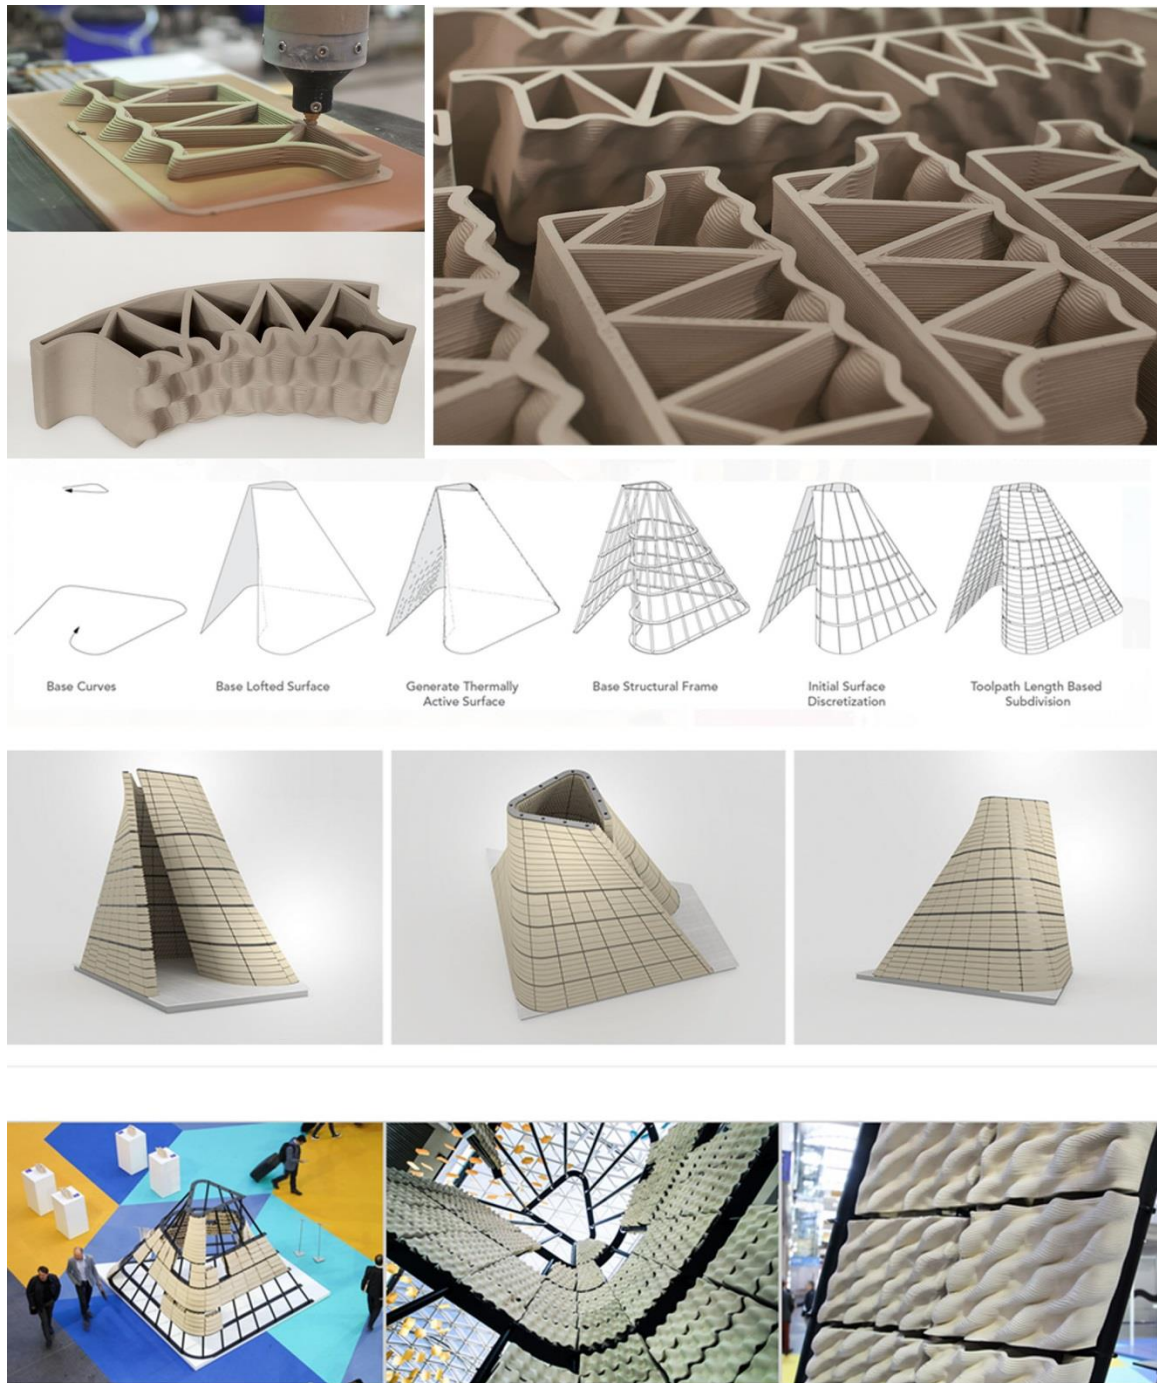 Base Curves
Base Lofted Surface
Generate Thermally
Active Surface
Base Structural Frame
Initial Surface
Discretization
Toolpath Length Based
Subdivision